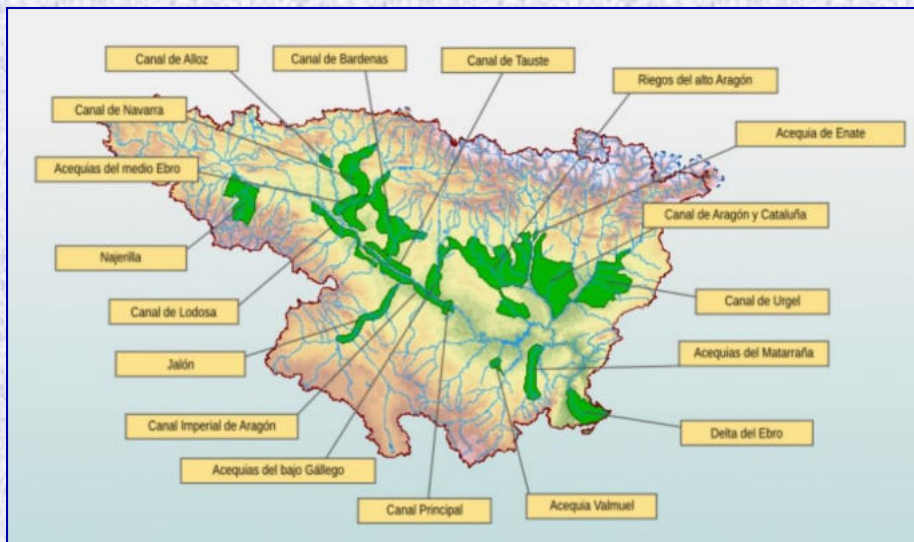 Canal de Alloz
Canal de Bardenas
Canal de Tauste
Riegos del alto Aragón
Canal de Navarra
Acequia de Enate
Acequias del medio Ebro
Canal de Aragón y Cataluña
Najerilla
Canal de Urgel
Canal de Lodosa
Acequias del Matarraña
Jalón
Canal Imperial de Aragón
Delta del Ebro
Acequias del bajo Gállego
Canal Principal
Acequia Valmuel